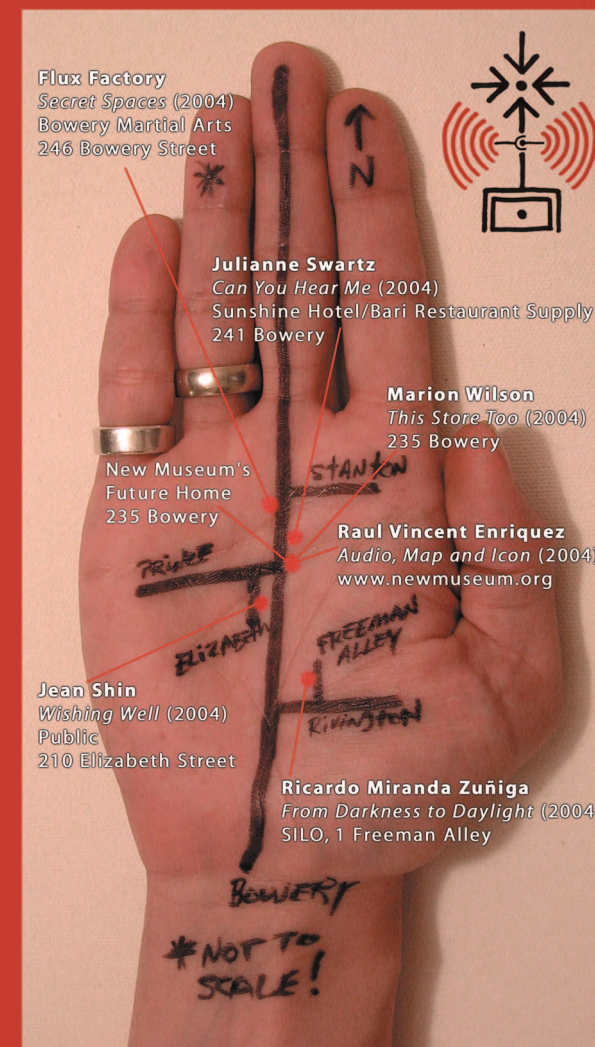 Flux Factory
Secret Spaces (2004)
Bowery Martial Arts
246 Bowery Street
*
N
Julianne Swartz
Can You Hear Me (2004)
Sunshine Hotel/Bari Restaurant Supply
241 Bowery
Marion Wilson
This Store Too (2004)
235 Bowery
STANTON
New Museum's
Future Home
235 Bowery
Raul Vincent Enriquez
Audio, Map and Icon (2004)
www.newmuseum.org
PRINCE
ELIZABETH
FREEMAN
ALLEY
Jean Shin
Wishing Well (2004)
Public
210 Elizabeth Street
RIVINGTON
Ricardo Miranda Zuñiga
From Darkness to Daylight (2004
SILO, 1 Freeman Alley
BOWERY
*NOT TO
SCALE!